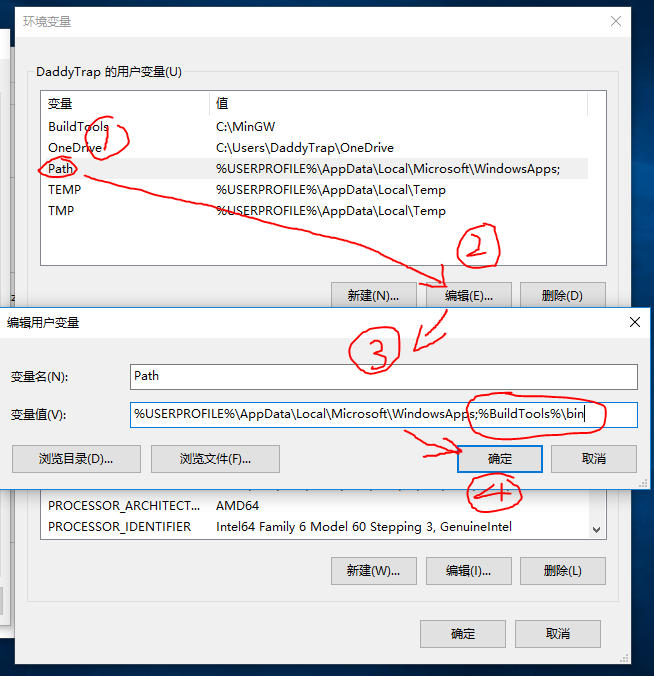 环境变量
DaddyTrap 的用户变量(U)
变量 值
BuildTools C:\MinGW
OneDrive C:\Users\DaddyTrap\OneDrive
1
Path %USERPROFILE%\AppData\Local\Microsoft\WindowsApps;
TEMP %USERPROFILE%\AppData\Local\Temp
TMP %USERPROFILE%\AppData\Local\Temp
2
新建(N)... 编辑(E)... 删除(D)
编辑用户变量
3
变量名(N): Path
变量值(V): %USERPROFILE%\AppData\Local\Microsoft\WindowsApps;%BuildTools%\bin
浏览目录(D)... 浏览文件(F)... 确定 取消
4
PROCESSOR_ARCHITECT... AMD64
PROCESSOR_IDENTIFIER Intel64 Family 6 Model 60 Stepping 3, GenuineIntel
新建(W)... 编辑(I)... 删除(L)
确定 取消